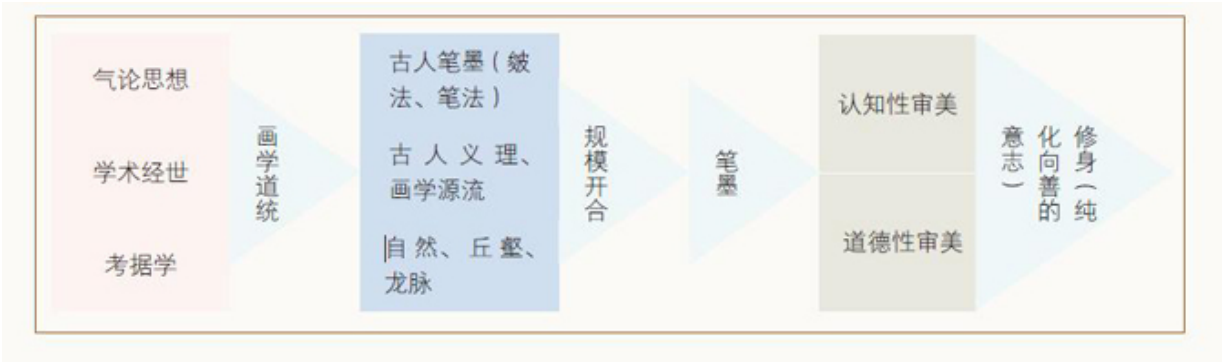 气论思想
学术经世
考据学
画学道统
古人笔墨(皴
法、笔法)
古人义理、
画学源流
自然、丘壑、
龙脉
规模开合
笔墨
认知性审美
道德性审美
修身(纯
化向善的
意志)